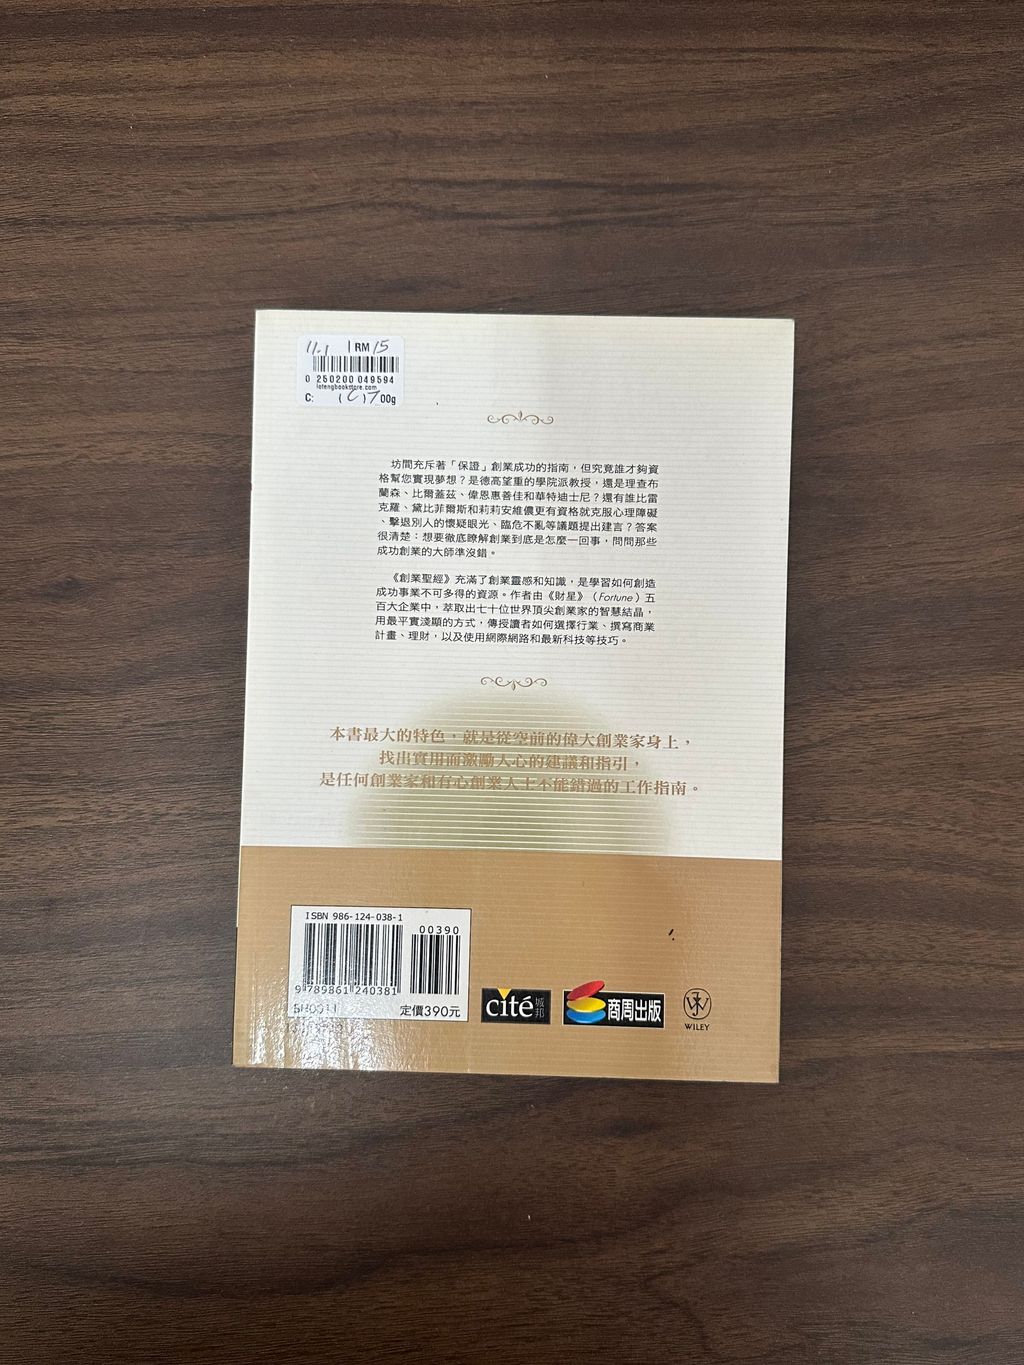 11.1 RM 15
0 250200 049594
lotengbookstore.com
C: ( ) 00g
坊間充斥著「保證」創業成功的指南，但究竟誰才夠資
格幫您實現夢想？是德高望重的學院派教授，還是理查布
蘭森、比爾蓋茲、偉恩惠善佳和華特迪士尼？還有誰比雷
克羅、黛比菲爾斯和莉莉安維儂更有資格就克服心理障礙
、擊退別人的懷疑眼光、臨危不亂等議題提出建言？答案
很清楚：想要徹底瞭解創業到底是怎麼一回事，問問那些
成功創業的大師準沒錯。
《創業聖經》充滿了創業靈感和知識，是學習如何創造
成功事業不可多得的資源。作者由《財星》（Fortune）五
百大企業中，萃取出七十位世界頂尖創業家的智慧結晶，
用最平實淺顯的方式，傳授讀者如何選擇行業、撰寫商業
計畫、理財，以及使用網際網路和最新科技等技巧。
本書最大的特色，就是從空前的偉大創業家身上，
找出實用而激勵人心的建議和指引，
是任何創業家和有心創業人士不能錯過的工作指南。
ISBN 986-124-038-1
00390
9 789861 240381
定價390元
cité 城邦
商周出版
WILEY